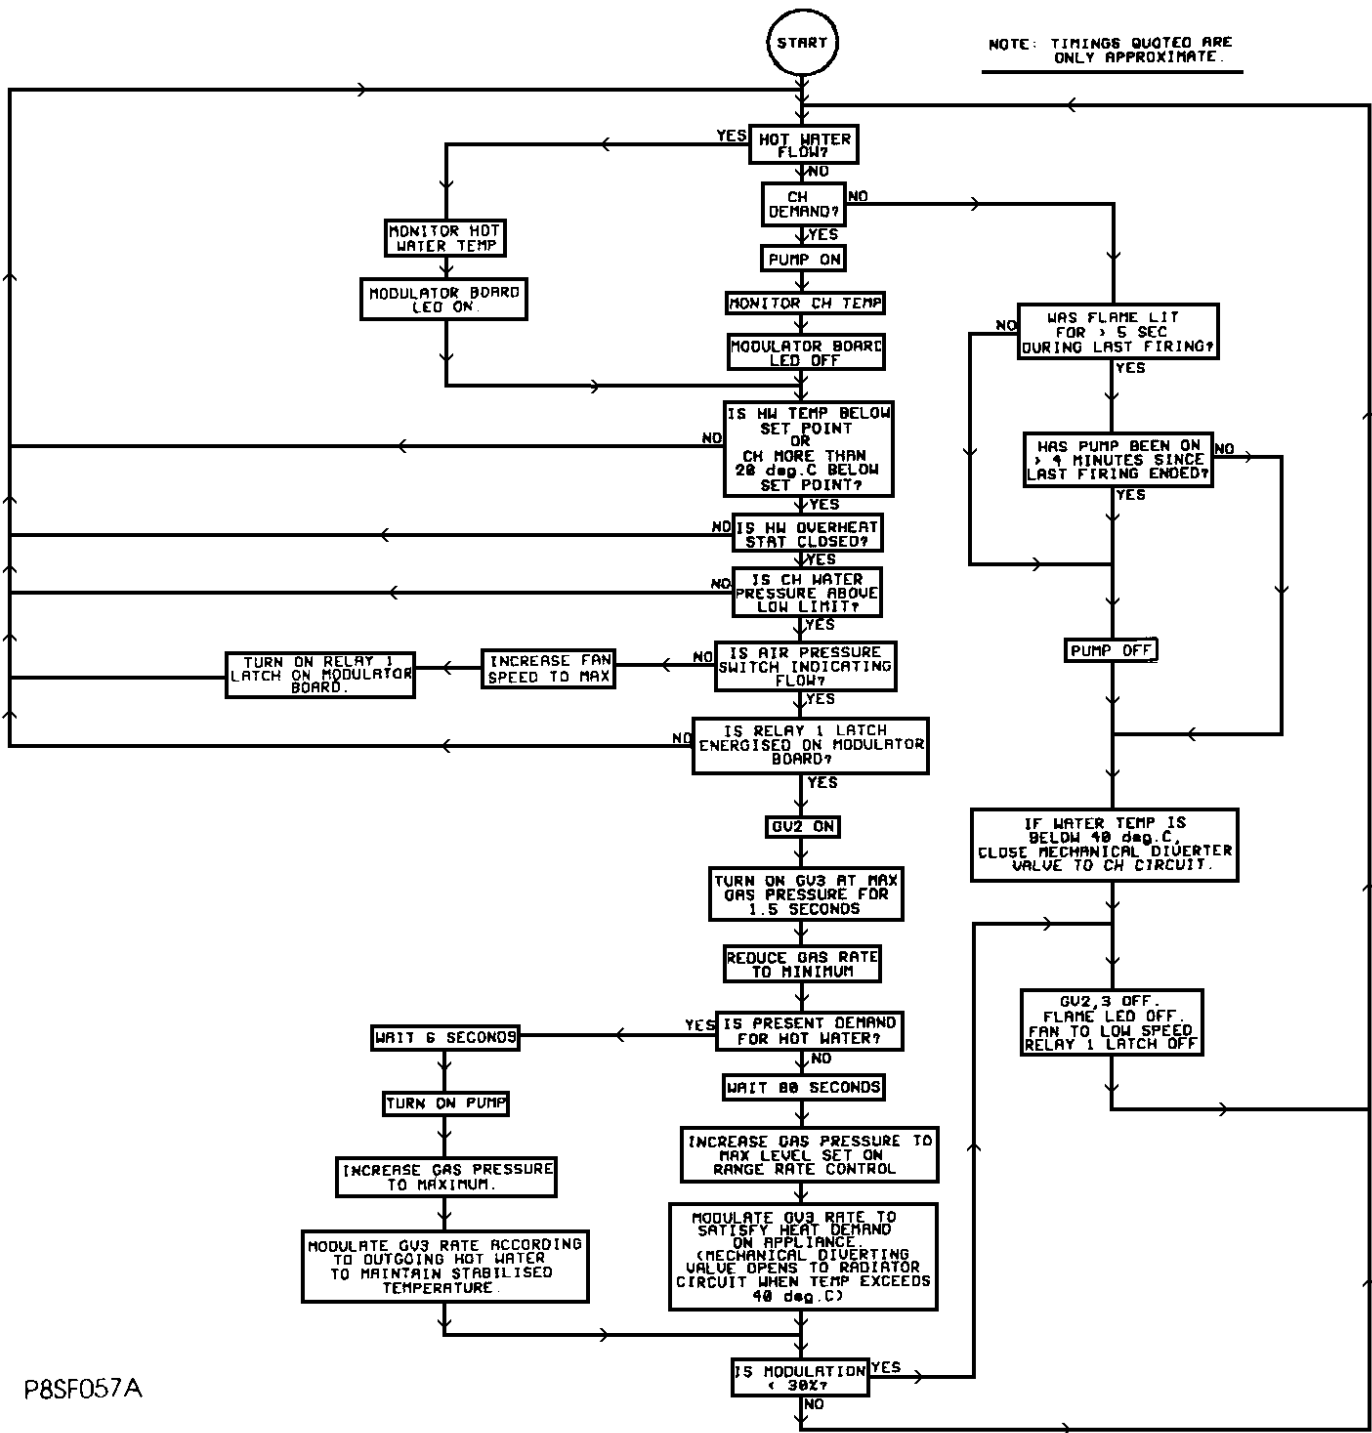 START
NOTE: TIMINGS QUOTED ARE
ONLY APPROXIMATE.
YES
HOT WATER
FLOW?
NO
CH
DEMAND?
NO
YES
PUMP ON
MONITOR HOT
WATER TEMP
MODULATOR BOARD
LED ON.
MONITOR CH TEMP
MODULATOR BOARD
LED OFF
NO
WAS FLAME LIT
FOR > 5 SEC
DURING LAST FIRING?
YES
IS HW TEMP BELOW
SET POINT
OR
CH MORE THAN
20 deg.C BELOW
SET POINT?
NO
YES
HAS PUMP BEEN ON
> 4 MINUTES SINCE
LAST FIRING ENDED?
NO
YES
NO
IS HW OVERHEAT
STAT CLOSED?
YES
NO
IS CH WATER
PRESSURE ABOVE
LOW LIMIT?
YES
IS AIR PRESSURE
SWITCH INDICATING
FLOW?
NO
YES
INCREASE FAN
SPEED TO MAX
TURN ON RELAY 1
LATCH ON MODULATOR
BOARD.
PUMP OFF
NO
IS RELAY 1 LATCH
ENERGISED ON MODULATOR
BOARD?
YES
GV2 ON
IF WATER TEMP IS
BELOW 40 deg.C,
CLOSE MECHANICAL DIVERTER
VALVE TO CH CIRCUIT.
TURN ON GV3 AT MAX
GAS PRESSURE FOR
1.5 SECONDS
REDUCE GAS RATE
TO MINIMUM
GV2,3 OFF.
FLAME LED OFF.
FAN TO LOW SPEED
RELAY 1 LATCH OFF
YES
IS PRESENT DEMAND
FOR HOT WATER?
NO
WAIT 6 SECONDS
WAIT 80 SECONDS
TURN ON PUMP
INCREASE GAS PRESSURE TO
MAX LEVEL SET ON
RANGE RATE CONTROL
INCREASE GAS PRESSURE
TO MAXIMUM.
MODULATE GV3 RATE ACCORDING
TO OUTGOING HOT WATER
TO MAINTAIN STABILISED
TEMPERATURE.
MODULATE GV3 RATE TO
SATISFY HEAT DEMAND
ON APPLIANCE.
(MECHANICAL DIVERTING
VALVE OPENS TO RADIATOR
CIRCUIT WHEN TEMP EXCEEDS
40 deg.C)
IS MODULATION
< 30%?
YES
NO
P8SF057A